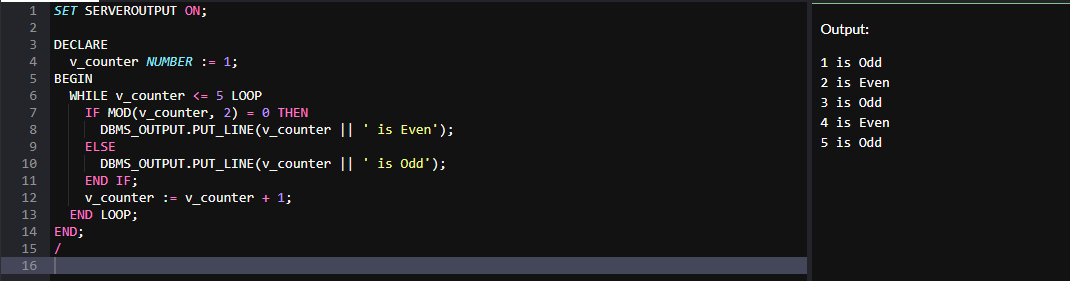 1 SET SERVEROUTPUT ON;
2
3 DECLARE
4   v_counter NUMBER := 1;
5 BEGIN
6   WHILE v_counter <= 5 LOOP
7     IF MOD(v_counter, 2) = 0 THEN
8       DBMS_OUTPUT.PUT_LINE(v_counter || ' is Even');
9     ELSE
10       DBMS_OUTPUT.PUT_LINE(v_counter || ' is Odd');
11     END IF;
12     v_counter := v_counter + 1;
13   END LOOP;
14 END;
15 /
16
Output:
1 is Odd
2 is Even
3 is Odd
4 is Even
5 is Odd